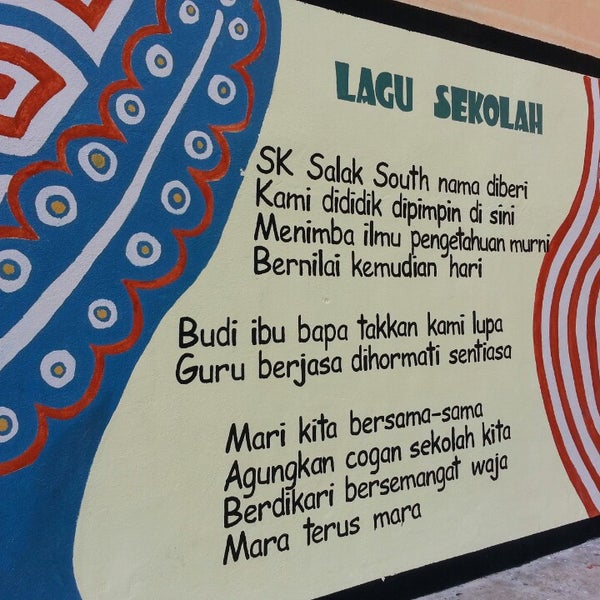 LAGU SEKOLAH
SK Salak South nama diberi
Kami dididik dipimpin di sini
Menimba ilmu pengetahuan murni
Bernilai kemudian hari
Budi ibu bapa takkan kami lupa
Guru berjasa dihormati sentiasa
Mari kita bersama-sama
Agungkan cogan sekolah kita
Berdikari bersemangat waja
Mara terus mara